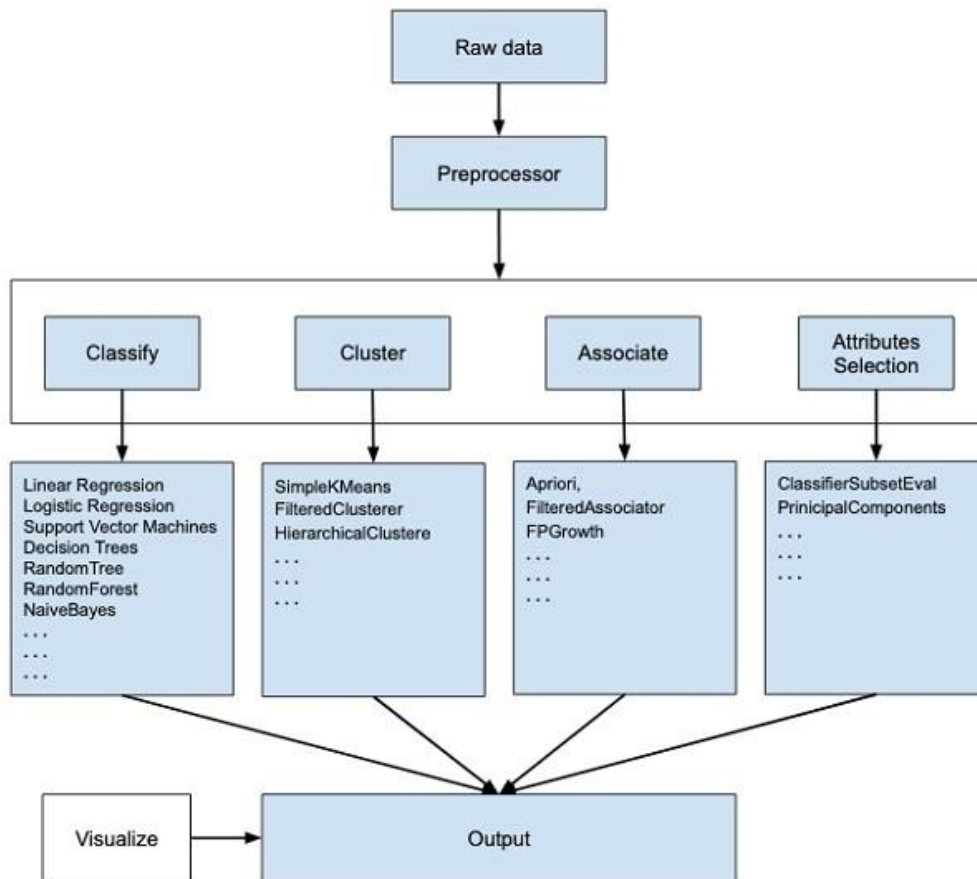 Raw data
Preprocessor
Classify
Cluster
Associate
Attributes
Selection
Linear Regression
Logistic Regression
Support Vector Machines
Decision Trees
RandomTree
RandomForest
NaiveBayes
. . .
. . .
. . .
SimpleKMeans
FilteredClusterer
HierarchicalClustere
. . .
. . .
. . .
Apriori,
FilteredAssociator
FPGrowth
. . .
. . .
. . .
ClassifierSubsetEval
PrinicipalComponents
. . .
. . .
. . .
Visualize
Output